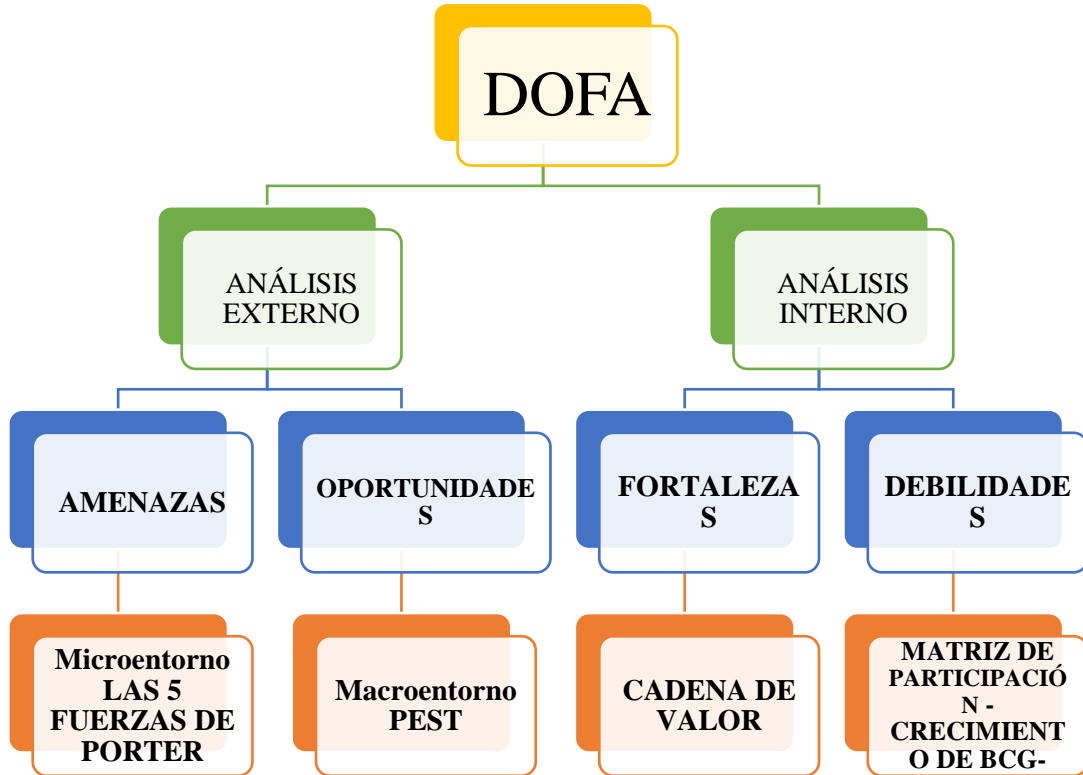 DOFA
ANÁLISIS
EXTERNO
ANÁLISIS
INTERNO
AMENAZAS
OPORTUNIDADE
S
FORTALEZA
S
DEBILIDADE
S
Microentorno
LAS 5
FUERZAS DE
PORTER
Macroentorno
PEST
CADENA DE
VALOR
MATRIZ DE
PARTICIPACIÓ
N -
CRECIMIENT
O DE BCG-